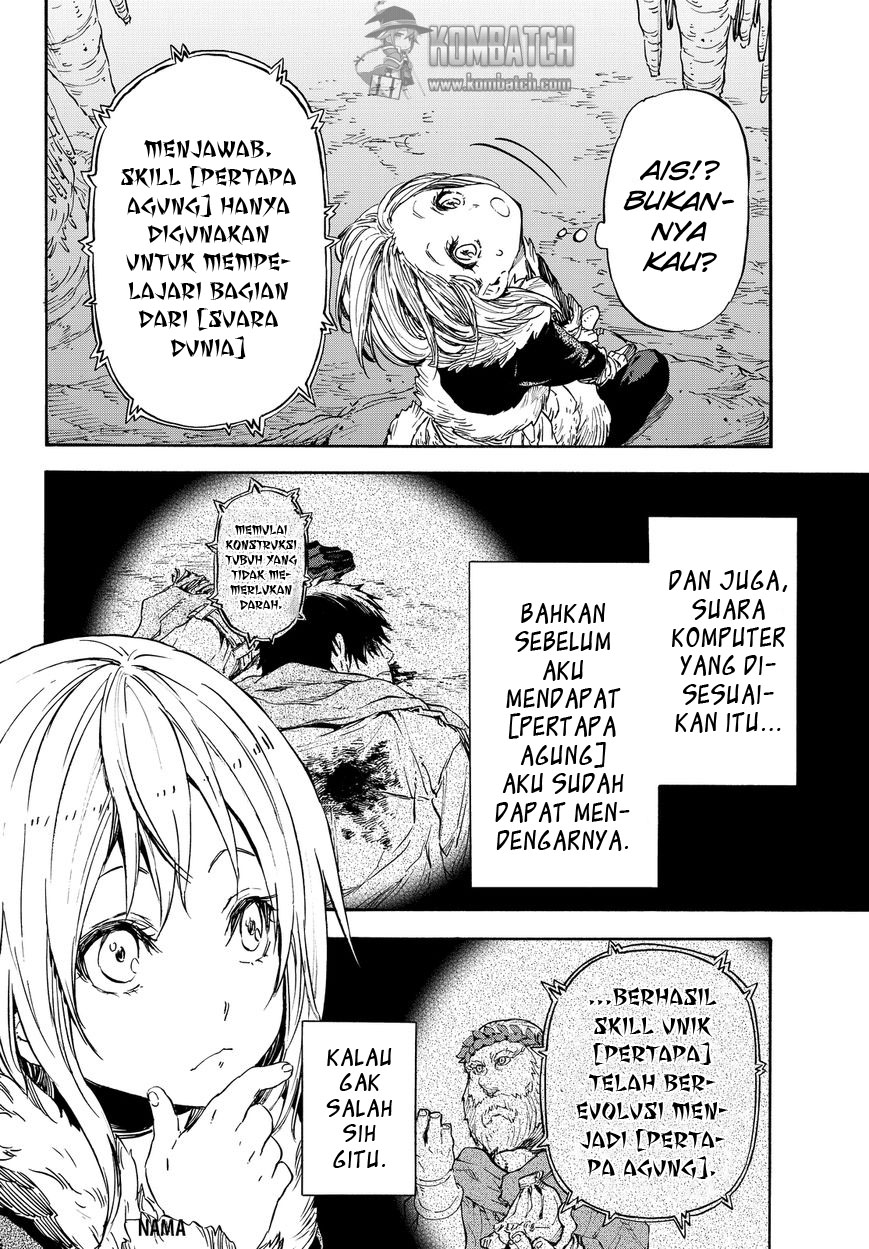 KOMBATCH
www.kombatch.com
AIS!?
BUKAN-
NYA
KAU?
MENJAWAB,
SKILL [PERTAPA
AGUNG] HANYA
DIGUNAKAN
UNTUK MEMPE-
LAJARI BAGIAN
DARI [SUARA
DUNIA]
DAN JUGA,
SUARA
KOMPUTER
YANG DI-
SESUAI-
KAN ITU...
BAHKAN
SEBELUM
AKU
MENDAPAT
[PERTAPA
AGUNG]
AKU SUDAH
DAPAT MEN-
DENGARNYA.
MEMULAI
KONSTRUKSI
TUBUH YANG
TIDAK ME-
MERLUKAN
DARAH.
...BERHASIL
SKILL UNIK
[PERTAPA]
TELAH BER-
EVOLUSI MEN-
JADI [PERTA-
PA AGUNG].
KALAU
GAK
SALAH
SIH
GITU.
NAMA